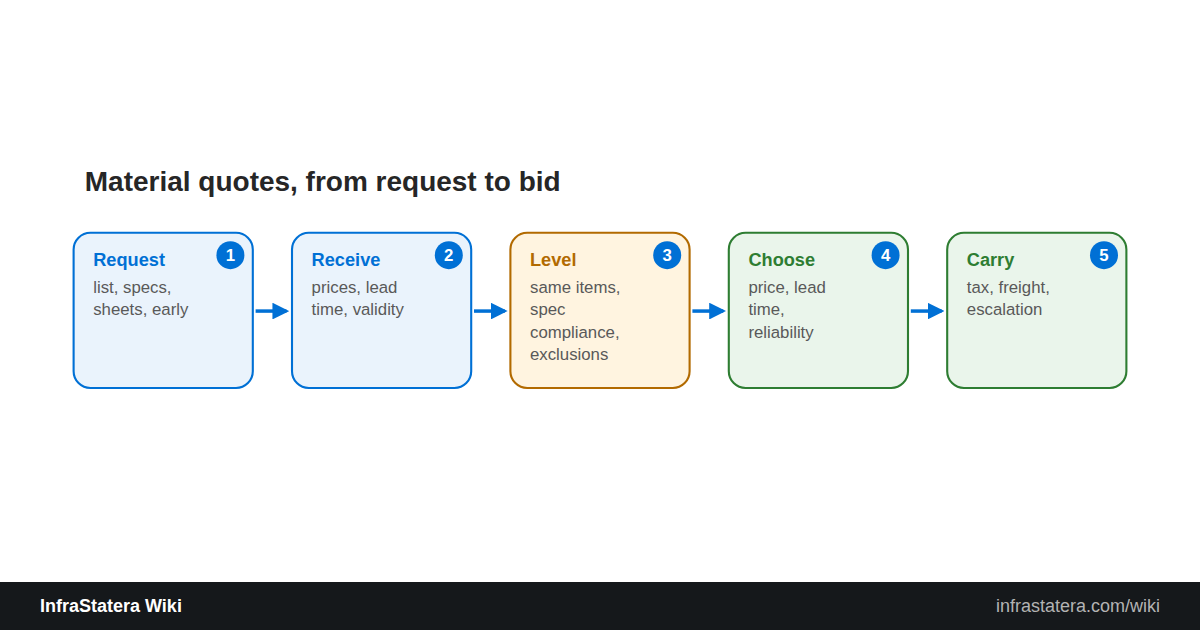 Material quotes, from request to bid
Request
1
list, specs,
sheets, early
Receive
2
prices, lead
time, validity
Level
3
same items,
spec
compliance,
exclusions
Choose
4
price, lead
time,
reliability
Carry
5
tax, freight,
escalation
InfraStatera Wiki
infrastatera.com/wiki